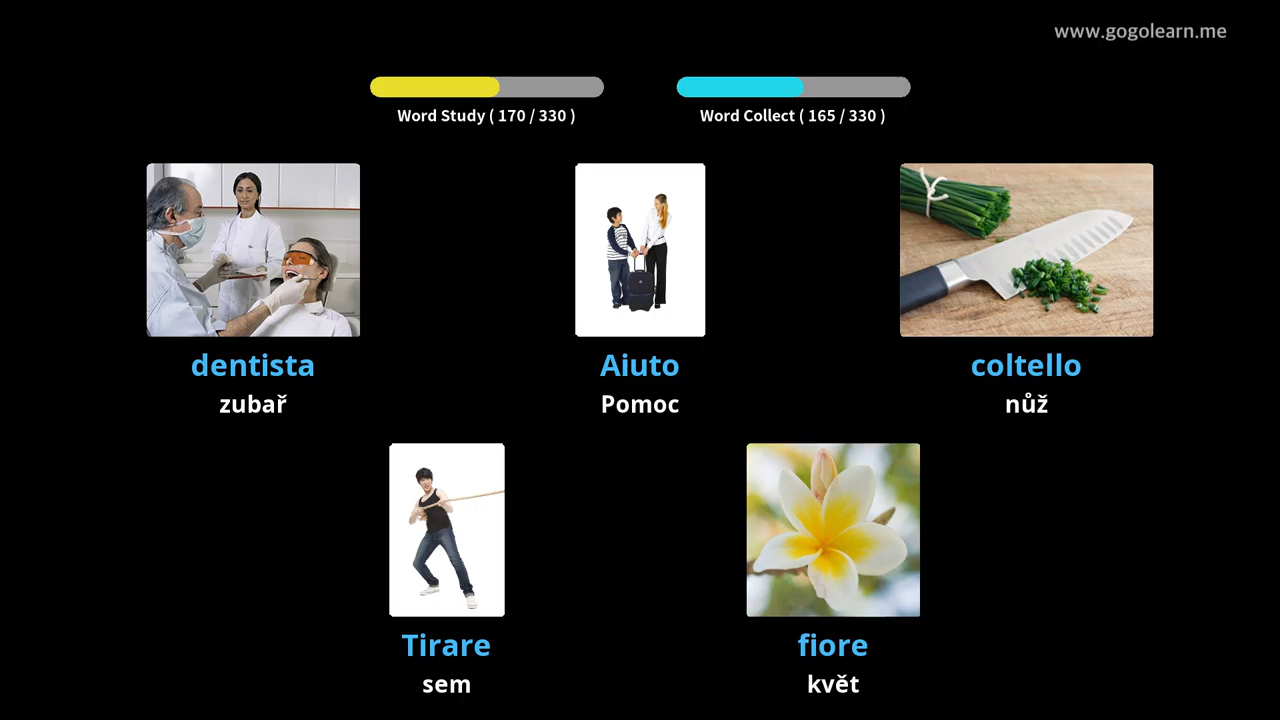 www.gogolearn.me
Word Study ( 170 / 330 )
Word Collect ( 165 / 330 )
dentista
zubař
Aiuto
Pomoc
coltello
nůž
Tirare
sem
fiore
květ